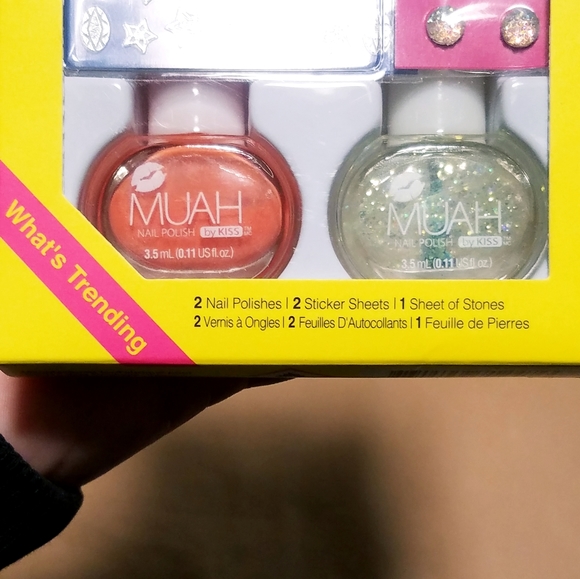 MUAH
NAIL POLISH by KISS
3.5 mL (0.11 US fl oz.)
MUAH
NAIL POLISH by KISS
3.5 mL (0.11 US fl oz.)
What's Trending
2 Nail Polishes | 2 Sticker Sheets | 1 Sheet of Stones
2 Vernis à Ongles | 2 Feuilles D'Autocollants | 1 Feuille de Pierres